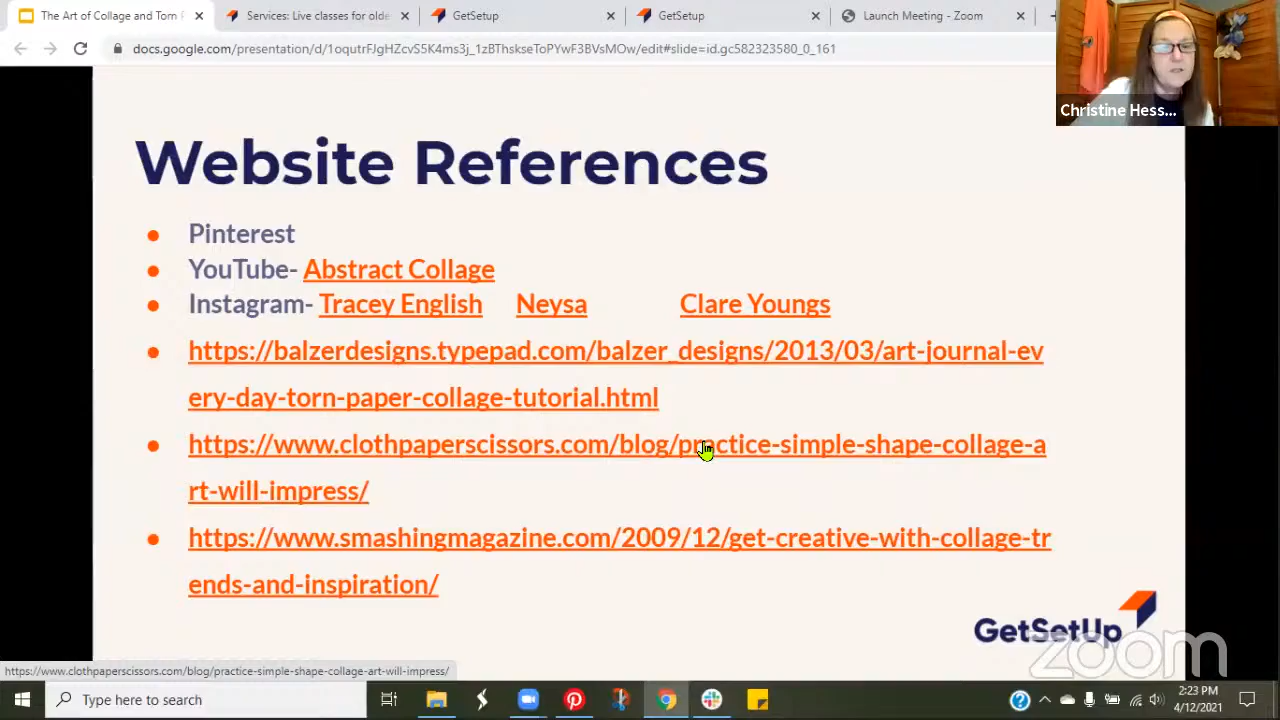 The Art of Collage and Torn P
Services: Live classes for olde
GetSetup
GetSetup
Launch Meeting - Zoom
docs.google.com/presentation/d/1oqutrFJgHZcvS5K4ms3j_1zBThskseToPYwF3BVsMOw/edit#slide=id.gc582323580_0_161
Christine Hess...
Website References
Pinterest
YouTube- Abstract Collage
Instagram- Tracey English Neysa Clare Youngs
https://balzerdesigns.typepad.com/balzer_designs/2013/03/art-journal-ev
ery-day-torn-paper-collage-tutorial.html
https://www.clothpaperscissors.com/blog/practice-simple-shape-collage-a
rt-will-impress/
https://www.smashingmagazine.com/2009/12/get-creative-with-collage-tr
ends-and-inspiration/
GetSetUp
zoom
https://www.clothpaperscissors.com/blog/practice-simple-shape-collage-art-will-impress/
Type here to search
2:23 PM
4/12/2021